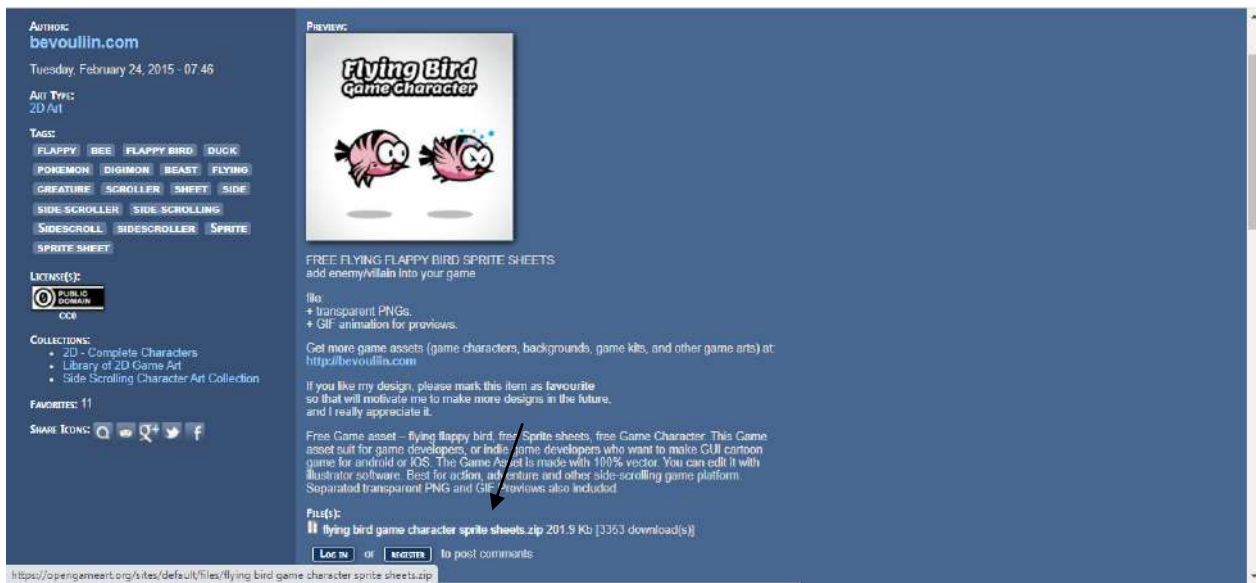 Author:
bevouliin.com
Tuesday, February 24, 2015 - 07:46
Art Type:
2D Art
Tags:
FLAPPY BEE FLAPPY BIRD DUCK
POKEMON DIGIMON BEAST FLYING
CREATURE SCROLLER SHEET SIDE
SIDE SCROLLER SIDE-SCROLLING
Sidescroll SIDESCROLLER Sprite
SPRITE SHEET
License(s):
PUBLIC
DOMAIN
CC0
Collections:
2D - Complete Characters
Library of 2D Game Art
Side Scrolling Character Art Collection
Favorites: 11
Share Icons:
Preview:
Flying Bird
Game Character
FREE FLYING FLAPPY BIRD SPRITE SHEETS
add enemy/villain into your game
file:
+ transparent PNGs.
+ GIF animation for previews.
Get more game assets (game characters, backgrounds, game kits, and other game arts) at:
http://bevouliin.com
If you like my design, please mark this item as favourite
so that will motivate me to make more designs in the future,
and I really appreciate it.
Free Game asset – flying flappy bird, free Sprite sheets, free Game Character. This Game
asset suit for game developers, or indie game developers who want to make GUI cartoon
game for android or IOS. The Game Asset is made with 100% vector. You can edit it with
illustrator software. Best for action, adventure and other side-scrolling game platform.
Separated transparent PNG and GIF Previews also included.
File(s):
flying bird game character sprite sheets.zip 201.9 Kb [3353 download(s)]
Log in or register to post comments
https://opengameart.org/sites/default/files/flying bird game character sprite sheets.zip